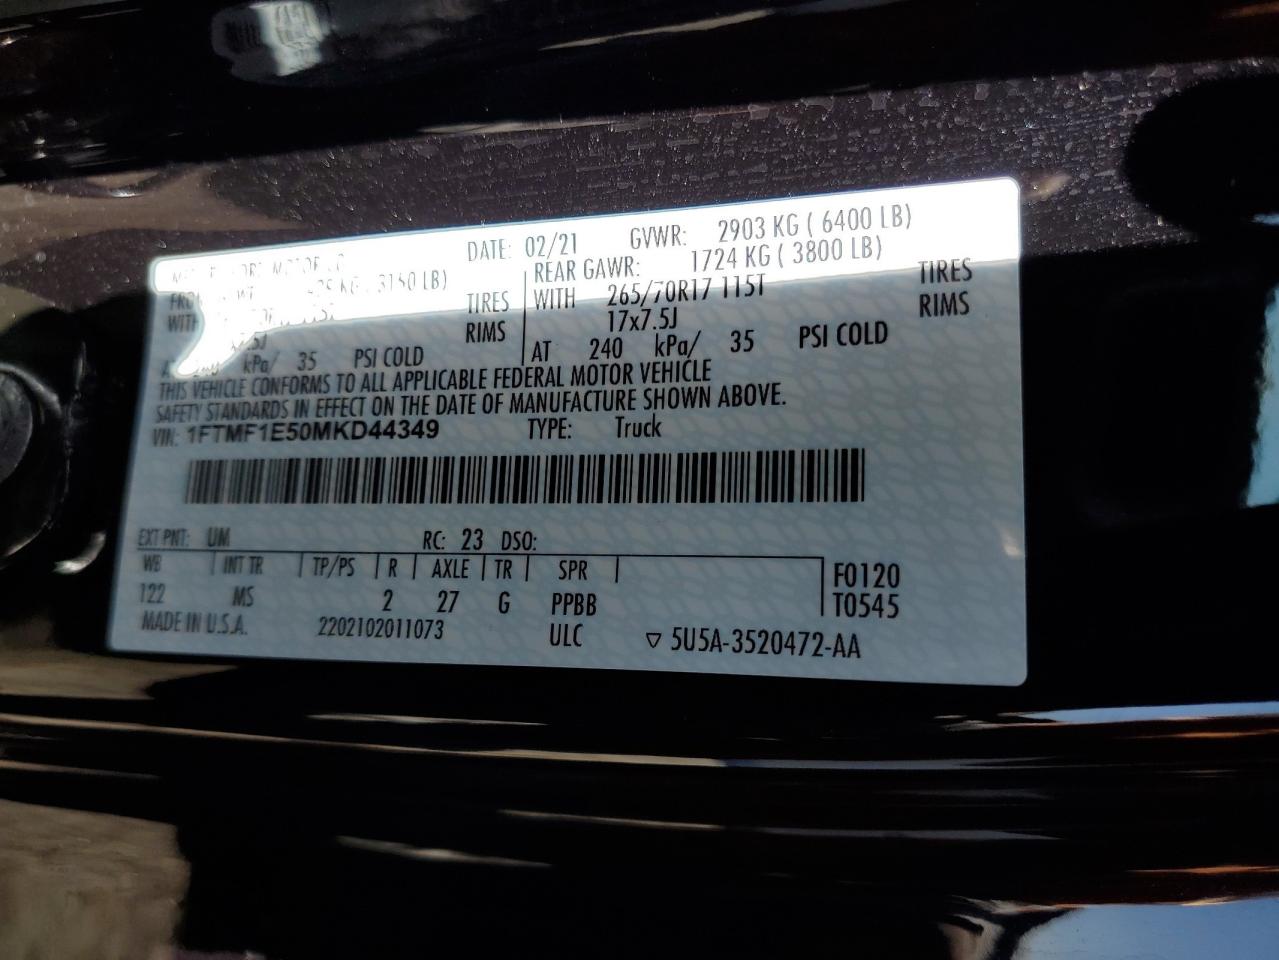 DATE: 02/21 GVWR: 2903 KG ( 6400 LB)
3150 LB) REAR GAWR: 1724 KG ( 3800 LB)
TIRES WITH 265/70R17 115T TIRES
RIMS 17x7.5J RIMS
kPa/ 35 PSI COLD AT 240 kPa/ 35 PSI COLD
THIS VEHICLE CONFORMS TO ALL APPLICABLE FEDERAL MOTOR VEHICLE
SAFETY STANDARDS IN EFFECT ON THE DATE OF MANUFACTURE SHOWN ABOVE.
VIN: 1FTMF1E50MKD44349 TYPE: Truck
EXT PNT: UM RC: 23 DSO:
WB INT TR TP/PS R AXLE TR SPR F0120
122 MS 2 27 G PPBB T0545
MADE IN U.S.A. 2202102011073 ULC ▽ 5U5A-3520472-AA